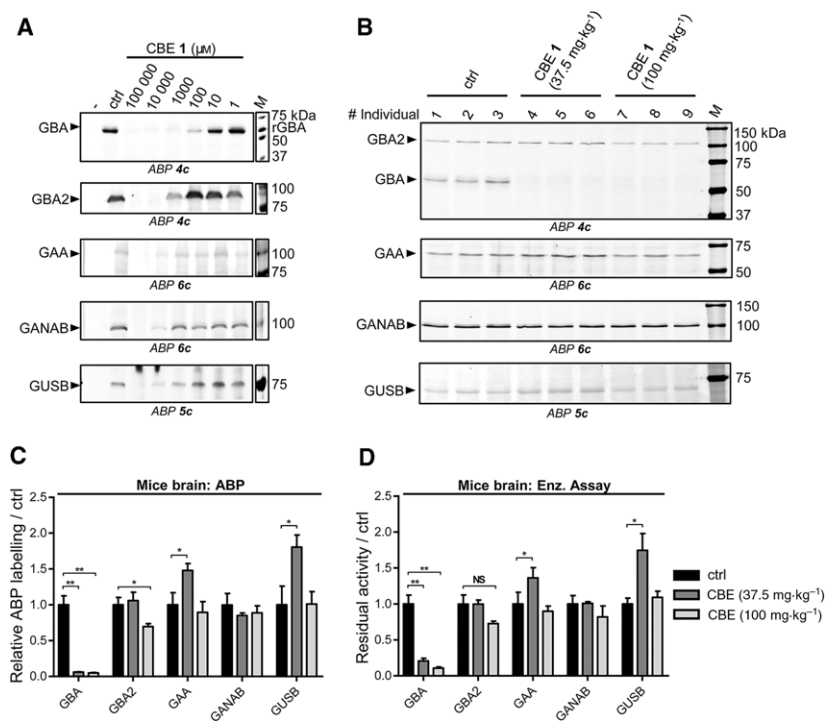 A
CBE 1 (µM)
- ctrl 100 000 10 000 1000 100 10 1 M
75 kDa
GBA rGBA
50
37
ABP 4c
100
GBA2
75
ABP 4c
GAA 100
75
ABP 6c
GANAB 100
ABP 6c
GUSB 75
ABP 5c
B
ctrl CBE 1 (37.5 mg·kg⁻¹) CBE 1 (100 mg·kg⁻¹)
# Individual 1 2 3 4 5 6 7 8 9 M
150 kDa
GBA2 100
75
GBA
50
37
ABP 4c
75
GAA
50
ABP 6c
150
GANAB 100
ABP 6c
75
GUSB
ABP 5c
C
Mice brain: ABP
Relative ABP labelling / ctrl
2.5
2.0
1.5
1.0
0.5
0.0
** ** * * *
GBA GBA2 GAA GANAB GUSB
D
Mice brain: Enz. Assay
Residual activity / ctrl
2.5
2.0
1.5
1.0
0.5
0.0
** ** NS * *
GBA GBA2 GAA GANAB GUSB
ctrl
CBE (37.5 mg·kg⁻¹)
CBE (100 mg·kg⁻¹)